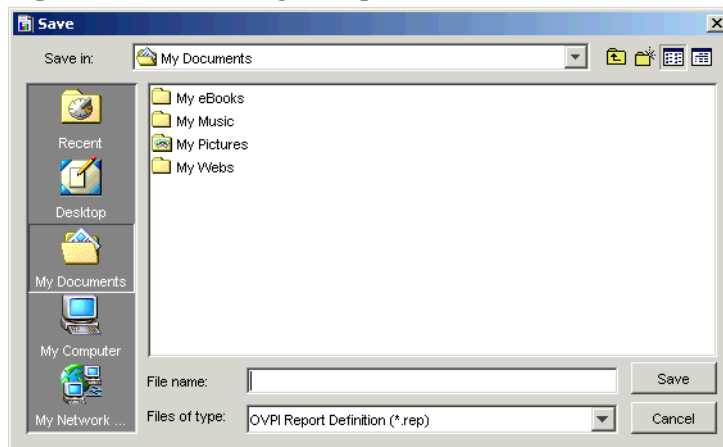 Save
Save in: My Documents
My eBooks
My Music
My Pictures
My Webs
Recent
Desktop
My Documents
My Computer
My Network ...
File name:
Save
Files of type: OVPI Report Definition (*.rep)
Cancel